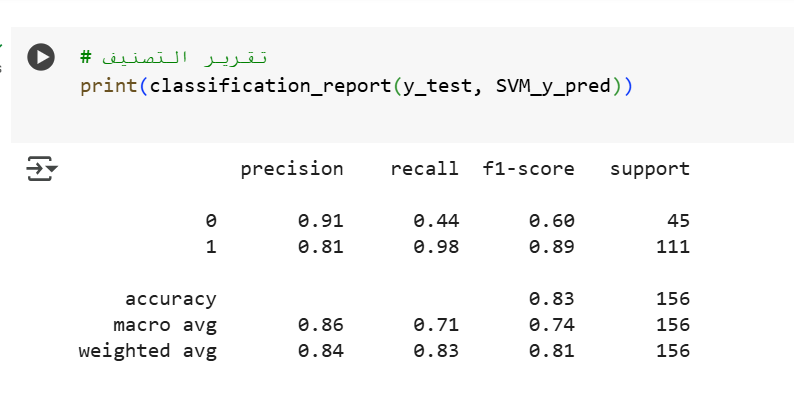 # تقرير التصنيف
print(classification_report(y_test, SVM_y_pred))
precision recall f1-score support
0 0.91 0.44 0.60 45
1 0.81 0.98 0.89 111
accuracy 0.83 156
macro avg 0.86 0.71 0.74 156
weighted avg 0.84 0.83 0.81 156